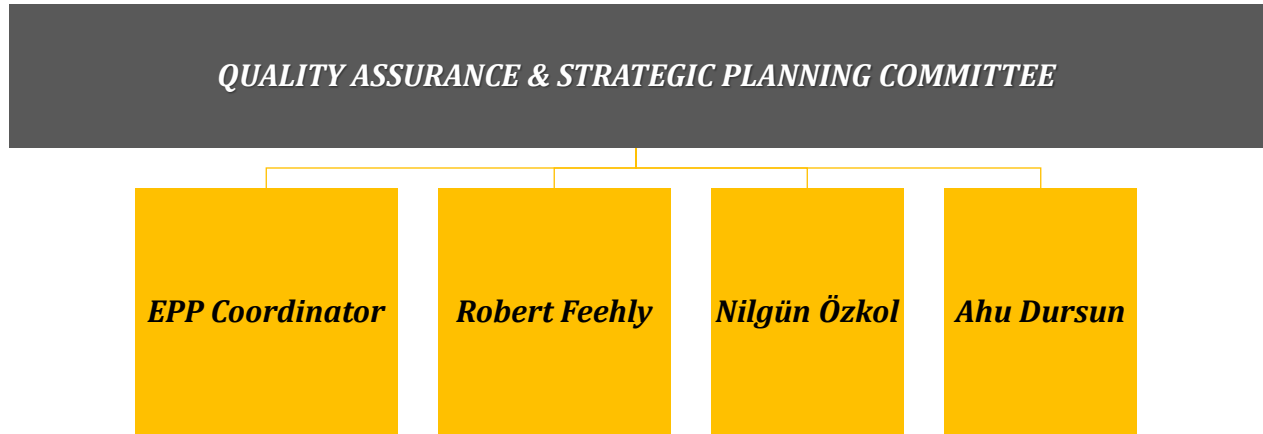 QUALITY ASSURANCE & STRATEGIC PLANNING COMMITTEE
EPP Coordinator
Robert Feehly
Nilgün Özkol
Ahu Dursun